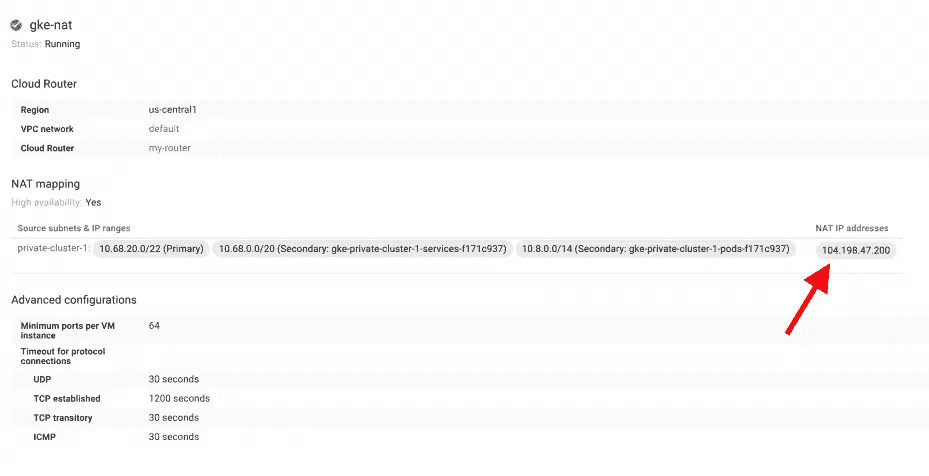 gke-nat
Status: Running
Cloud Router
Region us-central1
VPC network default
Cloud Router my-router
NAT mapping
High availability: Yes
Source subnets & IP ranges NAT IP addresses
private-cluster-1: 10.68.20.0/22 (Primary) 10.68.0.0/20 (Secondary: gke-private-cluster-1-services-f171c937) 10.8.0.0/14 (Secondary: gke-private-cluster-1-pods-f171c937) 104.198.47.200
Advanced configurations
Minimum ports per VM 64
instance
Timeout for protocol
connections
UDP 30 seconds
TCP established 1200 seconds
TCP transitory 30 seconds
ICMP 30 seconds